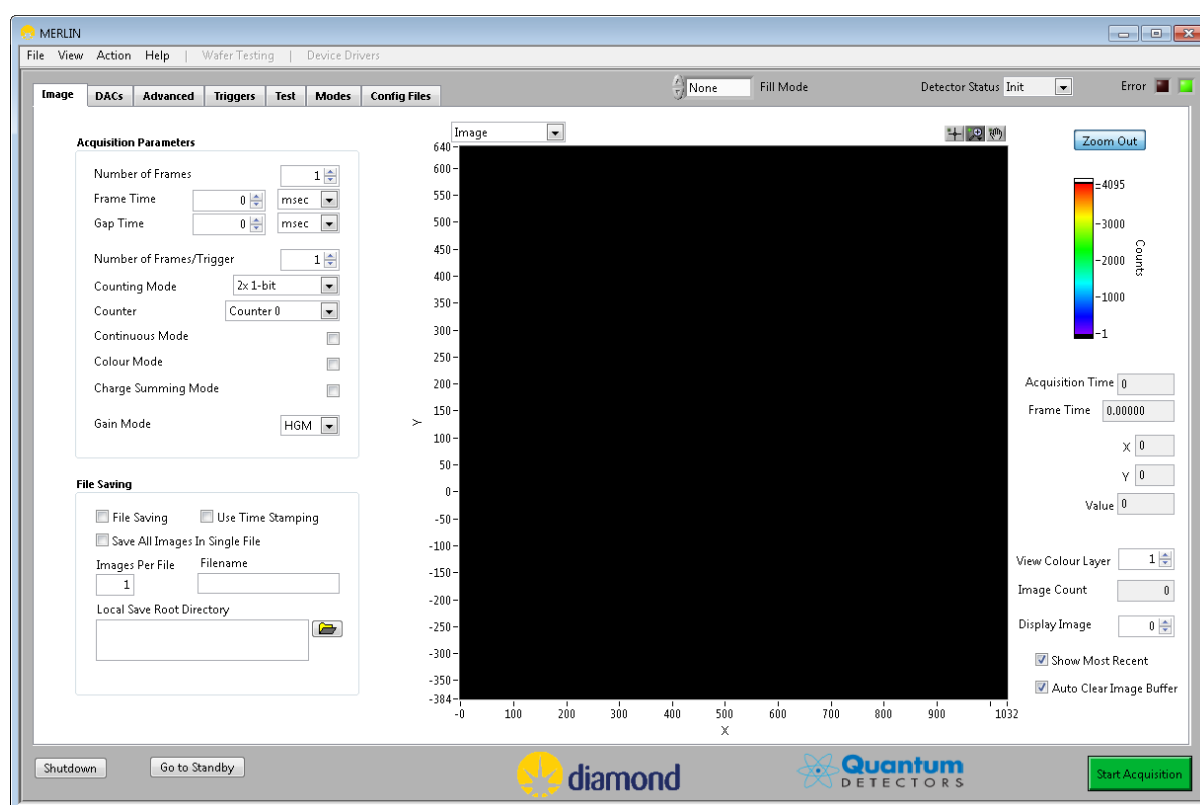 MERLIN
File View Action Help | Wafer Testing | Device Drivers
Image DACs Advanced Triggers Test Modes Config Files
None Fill Mode
Detector Status Init
Error
Acquisition Parameters
Number of Frames 1
Frame Time 0 msec
Gap Time 0 msec
Number of Frames/Trigger 1
Counting Mode 2x 1-bit
Counter Counter 0
Continuous Mode
Colour Mode
Charge Summing Mode
Gain Mode HGM
File Saving
File Saving Use Time Stamping
Save All Images In Single File
Images Per File Filename
1
Local Save Root Directory
Image
640
600
550
500
450
400
350
300
250
200
150
100
50
0
-50
-100
-150
-200
-250
-300
-350
-384
Y
-0 100 200 300 400 500 600 700 800 900 1032
X
Zoom Out
4095
3000
2000
1000
1
Counts
Acquisition Time 0
Frame Time 0.00000
X 0
Y 0
Value 0
View Colour Layer 1
Image Count 0
Display Image 0
Show Most Recent
Auto Clear Image Buffer
Shutdown
Go to Standby
diamond
Quantum
DETECTORS
Start Acquisition